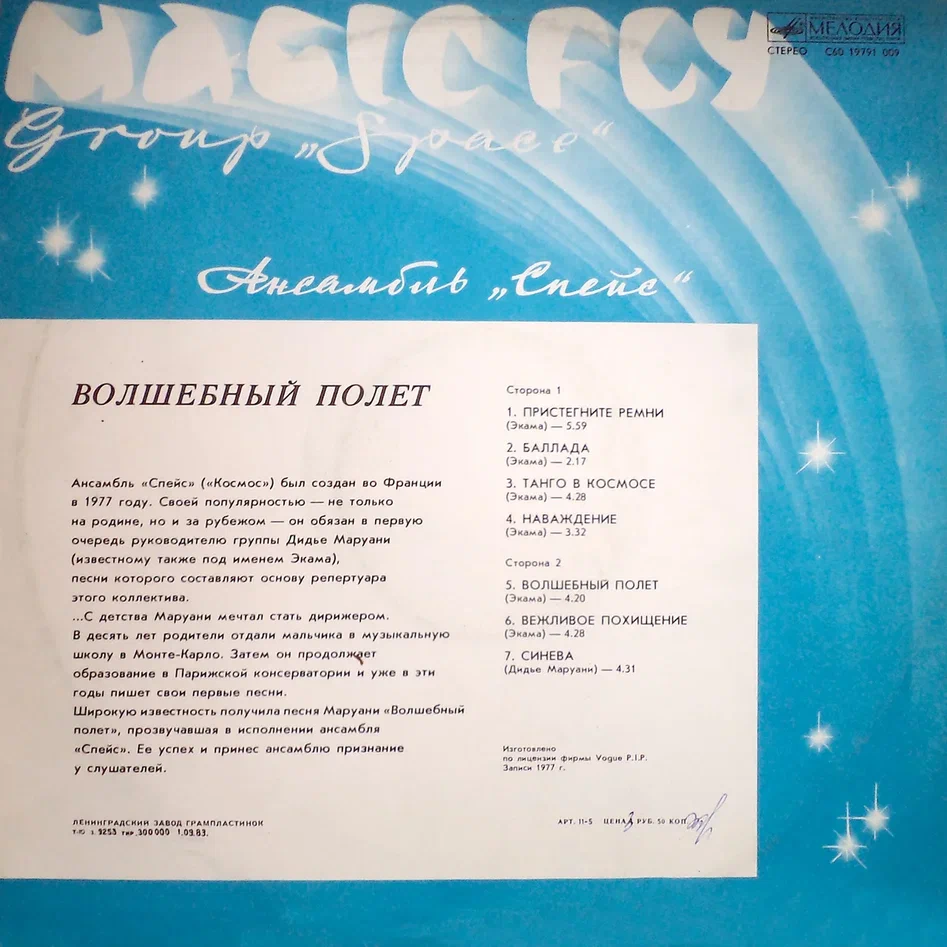 MAGIC FLY
МЕЛОДИЯ
СТЕРЕО С60 19791 009
Group „Space“
Ансамбль „Спейс“
ВОЛШЕБНЫЙ ПОЛЕТ
Ансамбль «Спейс» («Космос») был создан во Франции
в 1977 году. Своей популярностью — не только
на родине, но и за рубежом — он обязан в первую
очередь руководителю группы Дидье Маруани
(известному также под именем Экама),
песни которого составляют основу репертуара
этого коллектива.
...С детства Маруани мечтал стать дирижером.
В десять лет родители отдали мальчика в музыкальную
школу в Монте-Карло. Затем он продолжает
образование в Парижской консерватории и уже в эти
годы пишет свои первые песни.
Широкую известность получила песня Маруани «Волшебный
полет», прозвучавшая в исполнении ансамбля
«Спейс». Ее успех и принес ансамблю признание
у слушателей.
ЛЕНИНГРАДСКИЙ ЗАВОД ГРАМПЛАСТИНОК
т-ю з. 9253 тир. 300000 1.09.83.
Сторона 1
1. ПРИСТЕГНИТЕ РЕМНИ
(Экама) — 5.59
2. БАЛЛАДА
(Экама) — 2.17
3. ТАНГО В КОСМОСЕ
(Экама) — 4.28
4. НАВАЖДЕНИЕ
(Экама) — 3.32
Сторона 2
5. ВОЛШЕБНЫЙ ПОЛЕТ
(Экама) — 4.20
6. ВЕЖЛИВОЕ ПОХИЩЕНИЕ
(Экама) — 4.28
7. СИНЕВА
(Дидье Маруани) — 4.31
Изготовлено
по лицензии фирмы Vogue P.I.P.
Записи 1977 г.
АРТ. 11-5 ЦЕНА 3 РУБ. 50 КОП.